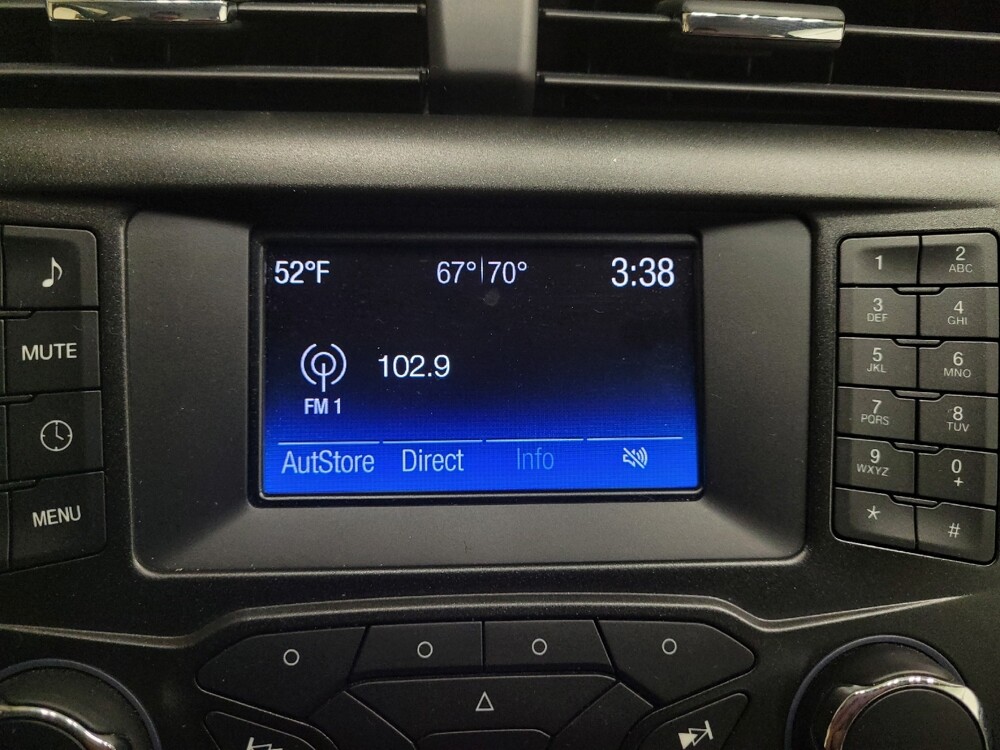 52°F 67°|70° 3:38
102.9
FM 1
AutStore Direct Info
MUTE
MENU
1
2 ABC
3 DEF
4 GHI
5 JKL
6 MNO
7 PQRS
8 TUV
9 WXYZ
0 +
* #